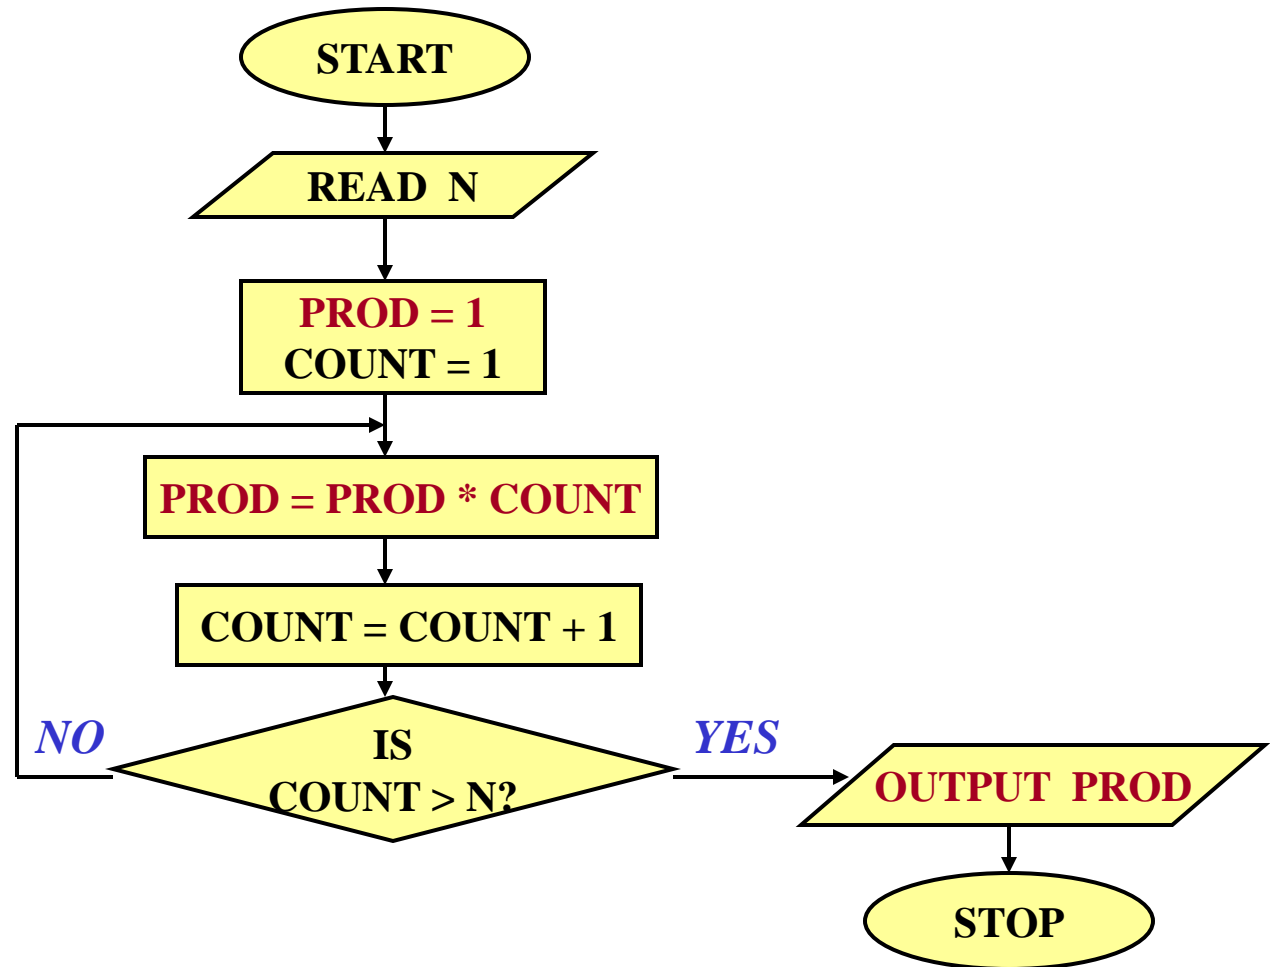 START
READ N
PROD = 1
COUNT = 1
PROD = PROD * COUNT
COUNT = COUNT + 1
NO
IS
COUNT > N?
YES
OUTPUT PROD
STOP